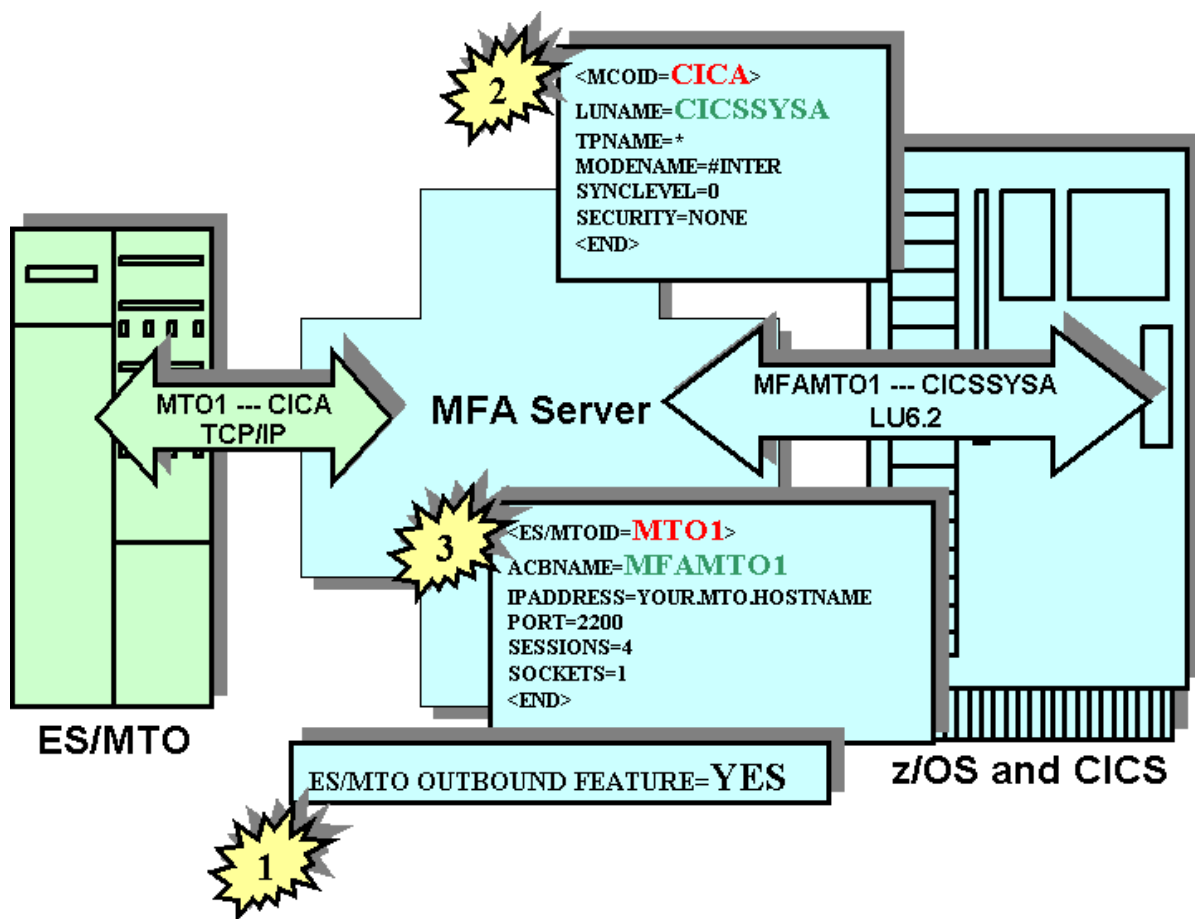 2
<MCOID=CICA>
LUNAME=CICSSYSA
TPNAME=*
MODENAME=#INTER
SYNCLEVEL=0
SECURITY=NONE
<END>
MTO1 --- CICA
TCP/IP
MFA Server
MFAMTO1 --- CICSSYSA
LU6.2
3
<ES/MTOID=MTO1>
ACBNAME=MFAMTO1
IPADDRESS=YOUR.MTO.HOSTNAME
PORT=2200
SESSIONS=4
SOCKETS=1
<END>
ES/MTO
z/OS and CICS
ES/MTO OUTBOUND FEATURE=YES
1